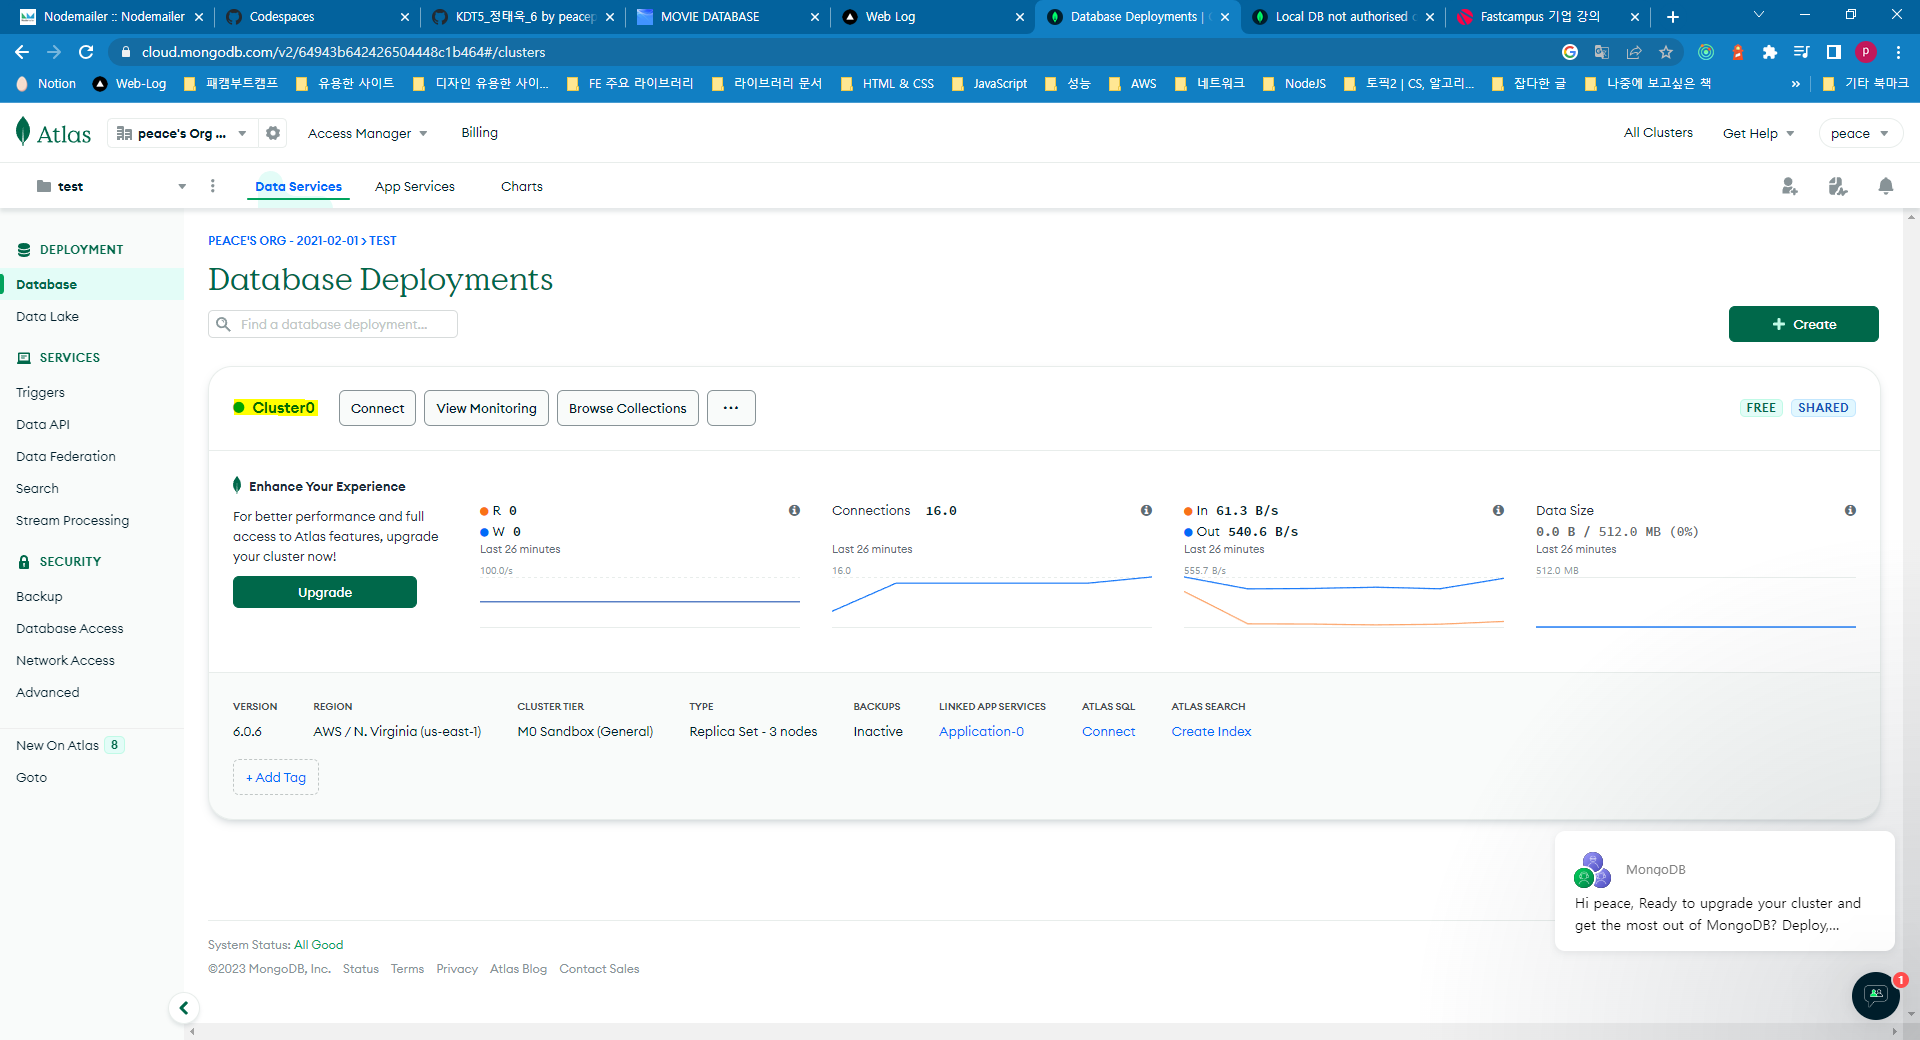 Nodemailer :: Nodemailer
Codespaces
KDT5_정태욱_6 by peacep
MOVIE DATABASE
Web Log
Database Deployments | C
Local DB not authorised c
Fastcampus 기업 강의
cloud.mongodb.com/v2/64943b642426504448c1b464#/clusters
P
Notion
Web-Log
패캠부트캠프
유용한 사이트
디자인 유용한 사이...
FE 주요 라이브러리
라이브러리 문서
HTML & CSS
JavaScript
성능
AWS
네트워크
NodeJS
토픽2 | CS, 알고리...
잡다한 글
나중에 보고싶은 책
»
기타 북마크
Atlas
peace's Org ...
Access Manager
Billing
All Clusters
Get Help
peace
test
Data Services
App Services
Charts
DEPLOYMENT
Database
Data Lake
SERVICES
Triggers
Data API
Data Federation
Search
Stream Processing
SECURITY
Backup
Database Access
Network Access
Advanced
New On Atlas 8
Goto
PEACE'S ORG - 2021-02-01 > TEST
Database Deployments
Find a database deployment...
+ Create
Cluster0
Connect
View Monitoring
Browse Collections
...
FREE
SHARED
Enhance Your Experience
For better performance and full
access to Atlas features, upgrade
your cluster now!
Upgrade
R 0
W 0
Last 26 minutes
100.0/s
Connections 16.0
Last 26 minutes
16.0
In 61.3 B/s
Out 540.6 B/s
Last 26 minutes
555.7 B/s
Data Size
0.0 B / 512.0 MB (0%)
Last 26 minutes
512.0 MB
VERSION
6.0.6
REGION
AWS / N. Virginia (us-east-1)
CLUSTER TIER
M0 Sandbox (General)
TYPE
Replica Set - 3 nodes
BACKUPS
Inactive
LINKED APP SERVICES
Application-0
ATLAS SQL
Connect
ATLAS SEARCH
Create Index
+ Add Tag
MongoDB
Hi peace, Ready to upgrade your cluster and
get the most out of MongoDB? Deploy,...
1
System Status: All Good
©2023 MongoDB, Inc. Status Terms Privacy Atlas Blog Contact Sales